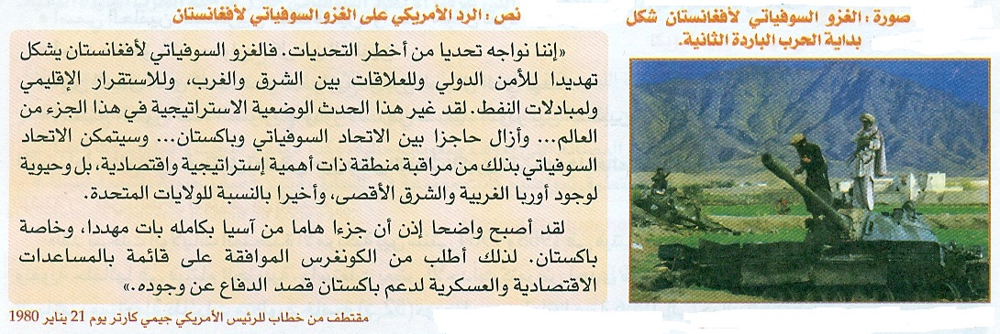 صورة : الغزو السوفياتي لأفغانستان شكل
بداية الحرب الباردة الثانية.
نص : الرد الأمريكي على الغزو السوفياتي لأفغانستان
«إننا نواجه تحديا من أخطر التحديات. فالغزو السوفياتي لأفغانستان يشكل
تهديدا للأمن الدولي وللعلاقات بين الشرق والغرب، وللاستقرار الإقليمي
ولمبادلات النفط. لقد غير هذا الحدث الوضعية الاستراتيجية في هذا الجزء من
العالم... وأزال حاجزا بين الاتحاد السوفياتي وباكستان... وسيتمكن الاتحاد
السوفياتي بذلك من مراقبة منطقة ذات أهمية إستراتيجية واقتصادية، بل وحيوية
لوجود أوربا الغربية والشرق الأقصى، وأخيرا بالنسبة للولايات المتحدة.
لقد أصبح واضحا إذن أن جزءا هاما من آسيا بكامله بات مهددا، وخاصة
باكستان. لذلك أطلب من الكونغرس الموافقة على قائمة بالمساعدات
الاقتصادية والعسكرية لدعم باكستان قصد الدفاع عن وجوده.»
مقتطف من خطاب للرئيس الأمريكي جيمي كارتر يوم 21 يناير 1980